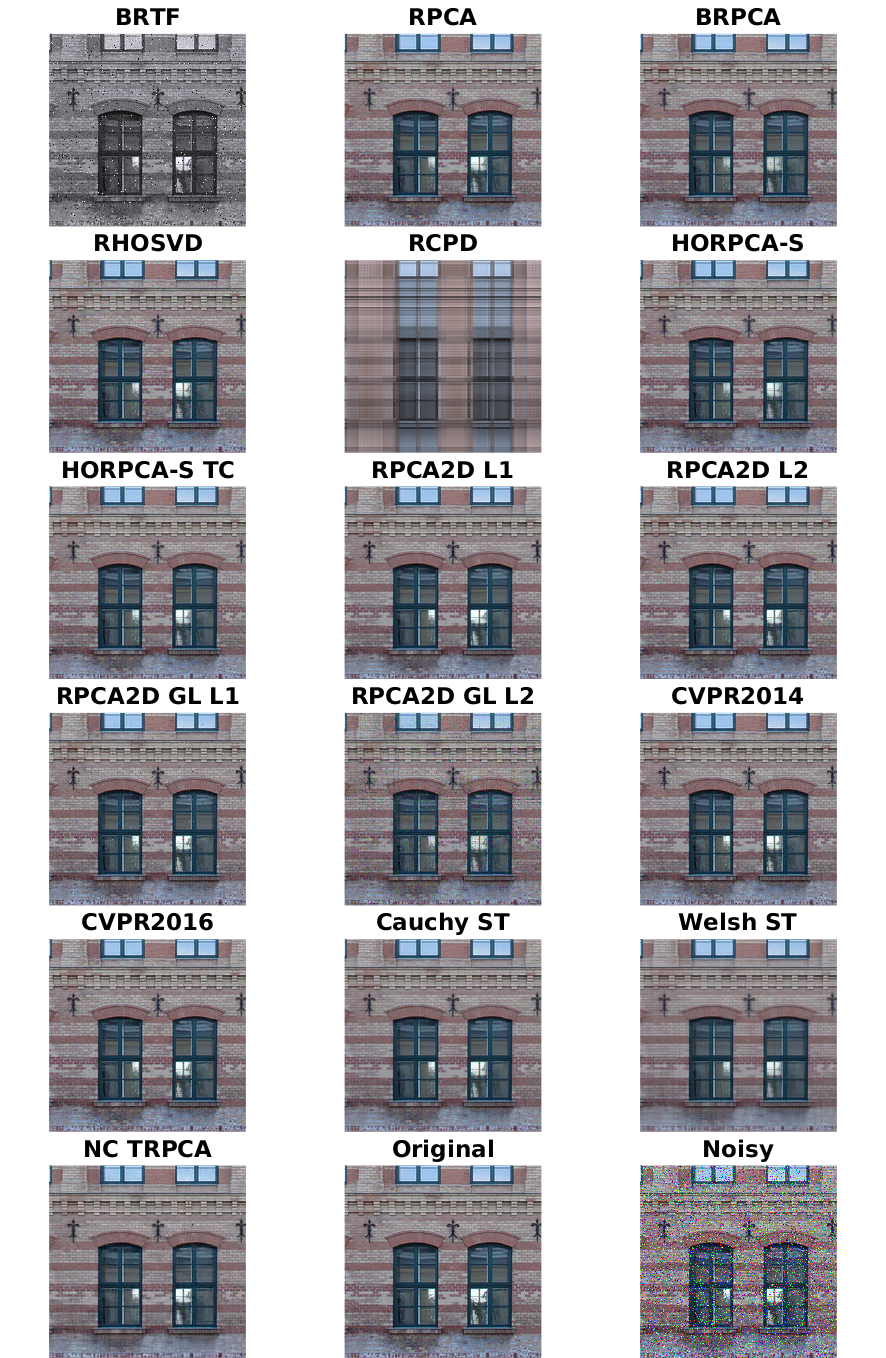 BRTF RPCA BRPCA
RHOSVD RCPD HORPCA-S
HORPCA-S TC RPCA2D L1 RPCA2D L2
RPCA2D GL L1 RPCA2D GL L2 CVPR2014
CVPR2016 Cauchy ST Welsh ST
NC TRPCA Original Noisy